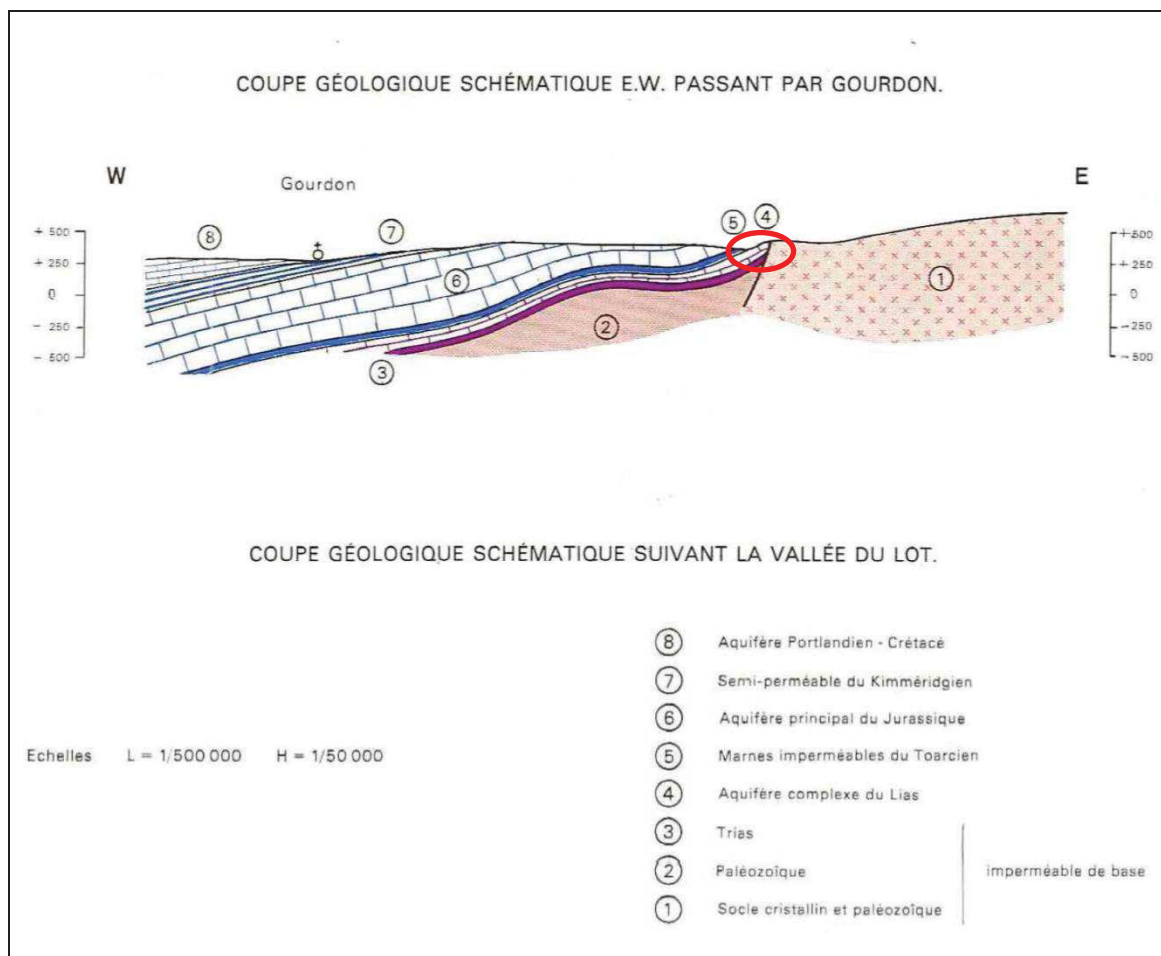 COUPE GÉOLOGIQUE SCHÉMATIQUE E.W. PASSANT PAR GOURDON.
W
E
Gourdon
8
7
5
4
+ 500
+ 250
0
- 250
- 500
+ 500
+ 250
0
- 250
- 500
6
1
2
3
COUPE GÉOLOGIQUE SCHÉMATIQUE SUIVANT LA VALLÉE DU LOT.
8 Aquifère Portlandien - Crétacé
7 Semi-perméable du Kimméridgien
6 Aquifère principal du Jurassique
Echelles L = 1/500 000 H = 1/50 000
5 Marnes imperméables du Toarcien
4 Aquifère complexe du Lias
3 Trias
2 Paléozoïque
imperméable de base
1 Socle cristallin et paléozoïque